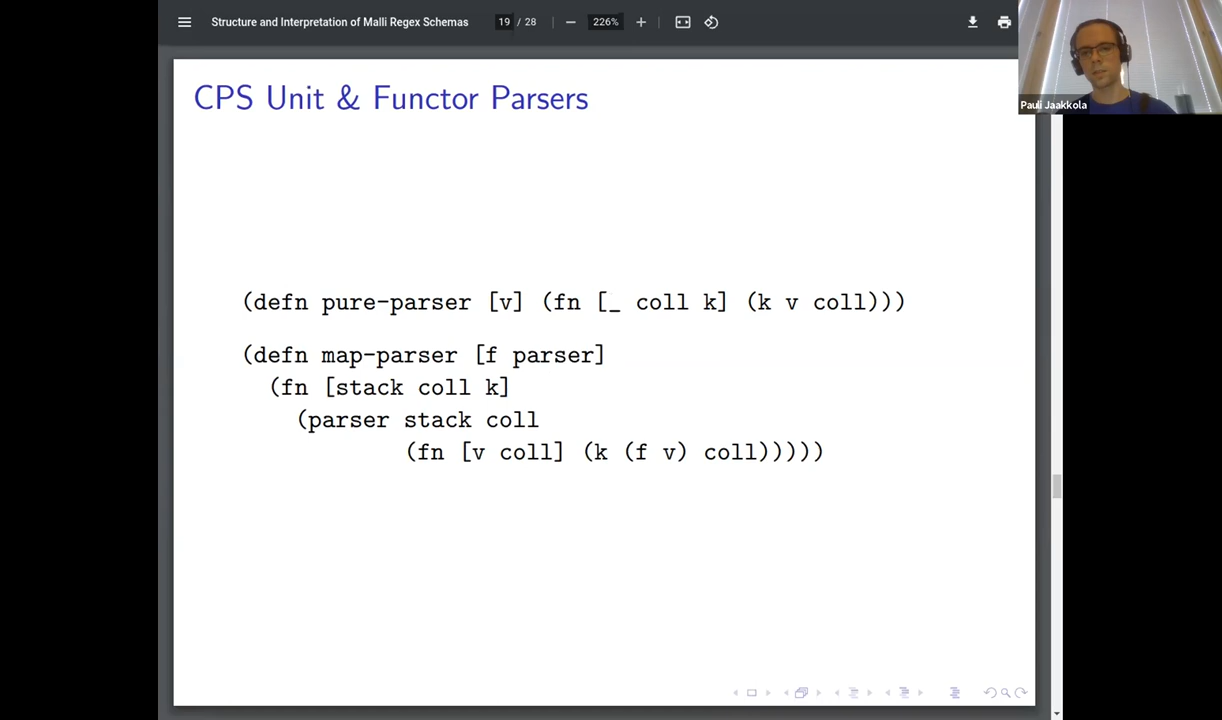 Structure and Interpretation of Malli Regex Schemas
19 / 28
226%
Pauli Jaakkola
CPS Unit & Functor Parsers
(defn pure-parser [v] (fn [_ coll k] (k v coll)))
(defn map-parser [f parser]
(fn [stack coll k]
(parser stack coll
(fn [v coll] (k (f v) coll)))))